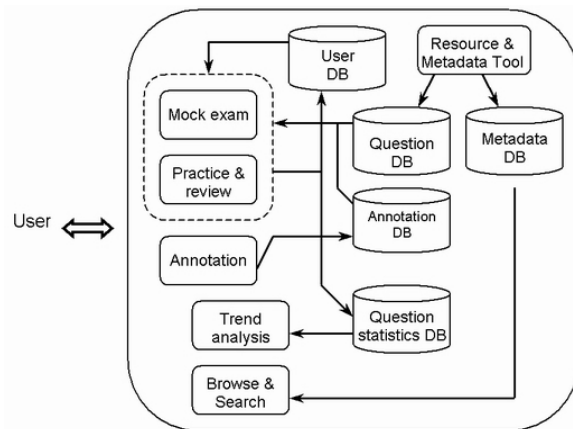 User
DB
Resource &
Metadata Tool
Mock exam
Practice &
review
Question
DB
Metadata
DB
User
Annotation
DB
Annotation
Trend
analysis
Question
statistics DB
Browse &
Search